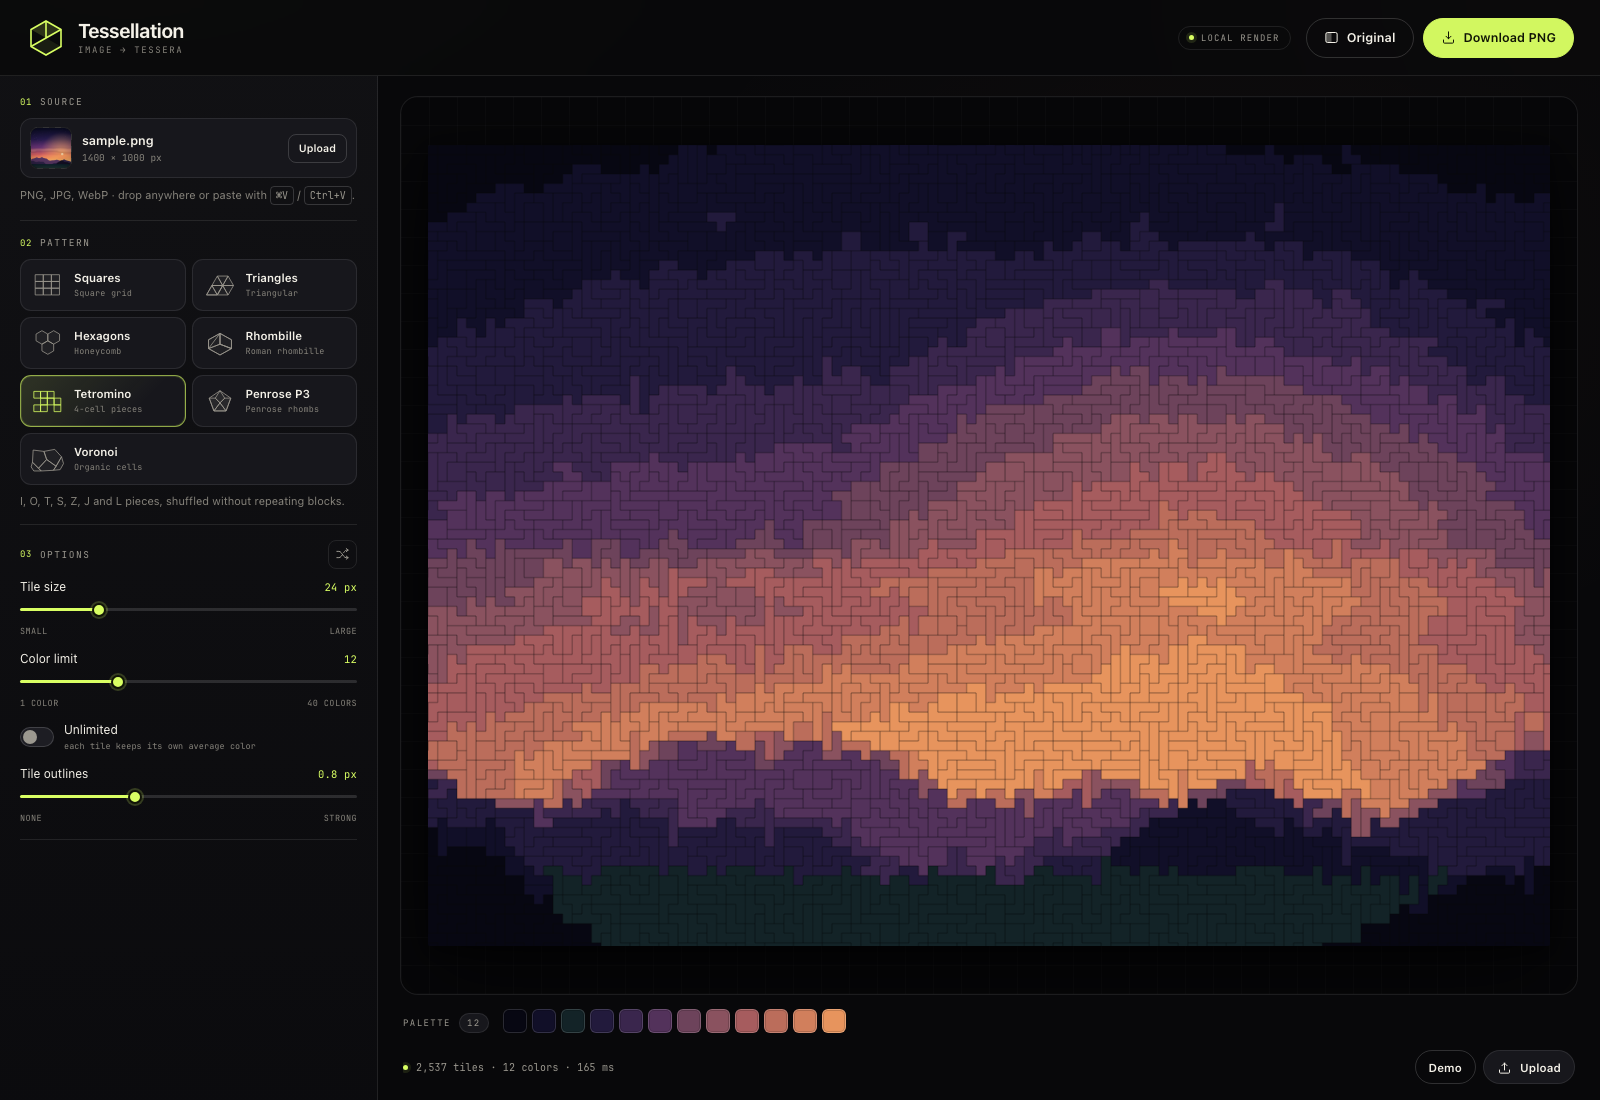 Tessellation
IMAGE → TESSERA
LOCAL RENDER
Original
Download PNG
01 SOURCE
sample.png
1400 × 1000 px
Upload
PNG, JPG, WebP · drop anywhere or paste with ⌘V / Ctrl+V.
02 PATTERN
Squares
Square grid
Triangles
Triangular
Hexagons
Honeycomb
Rhombille
Roman rhombille
Tetromino
4-cell pieces
Penrose P3
Penrose rhombs
Voronoi
Organic cells
I, O, T, S, Z, J and L pieces, shuffled without repeating blocks.
03 OPTIONS
Tile size
24 px
SMALL
LARGE
Color limit
12
1 COLOR
40 COLORS
Unlimited
each tile keeps its own average color
Tile outlines
0.8 px
NONE
STRONG
PALETTE 12
2,537 tiles · 12 colors · 165 ms
Demo
Upload